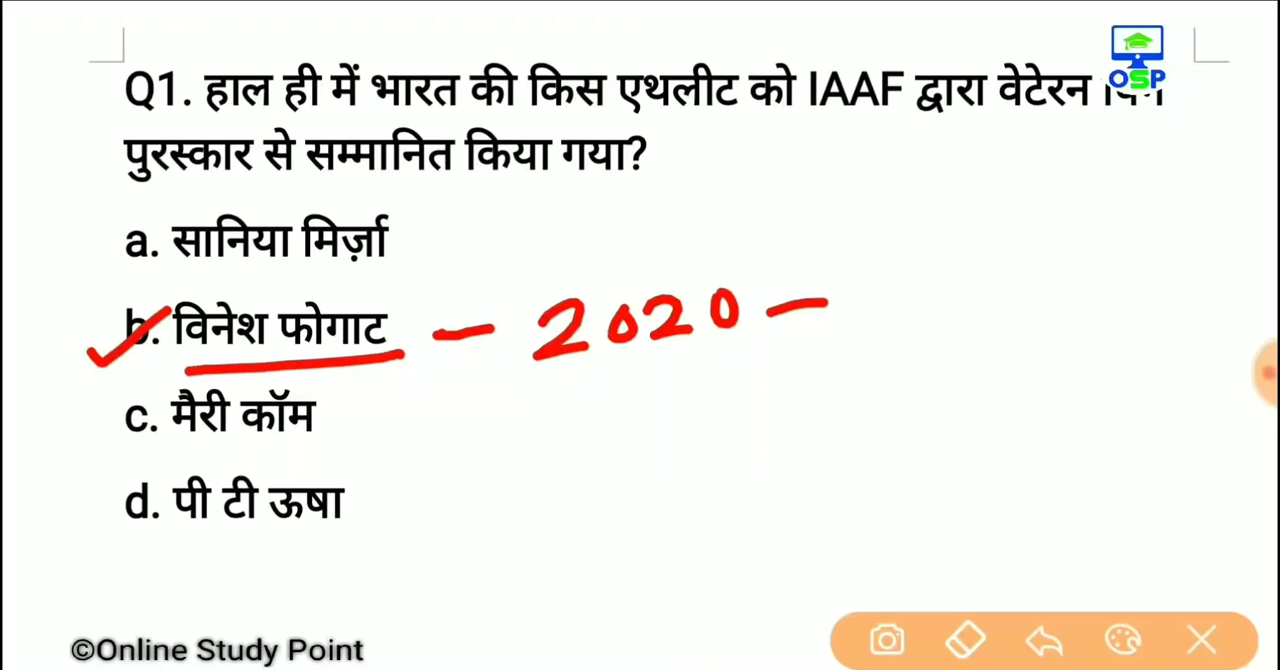 OSP
Q1. हाल ही में भारत की किस एथलीट को IAAF द्वारा वेटेरन
पुरस्कार से सम्मानित किया गया?
a. सानिया मिर्ज़ा
b. विनेश फोगाट – 2020 –
c. मैरी कॉम
d. पी टी ऊषा
©Online Study Point